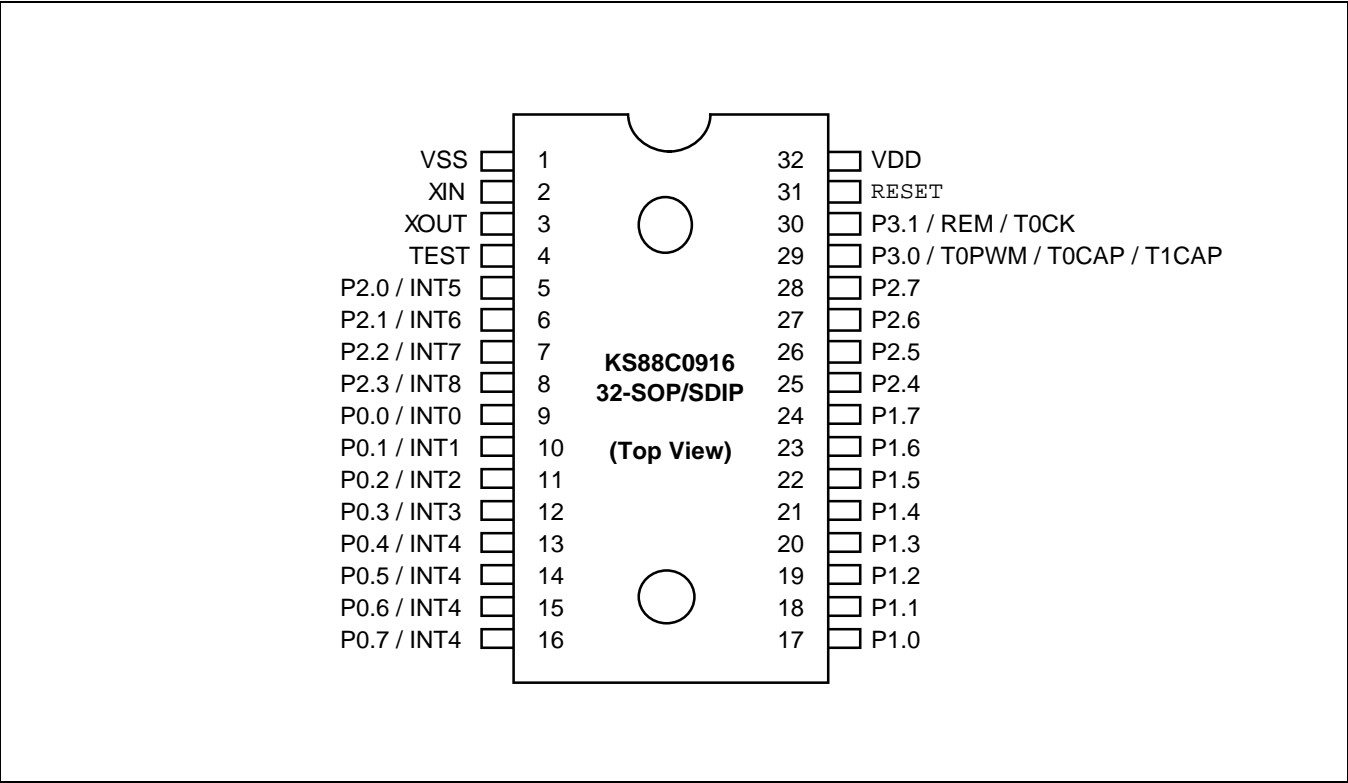 VSS 1 32 VDD
XIN 2 31 RESET
XOUT 3 30 P3.1 / REM / T0CK
TEST 4 29 P3.0 / T0PWM / T0CAP / T1CAP
P2.0 / INT5 5 28 P2.7
P2.1 / INT6 6 27 P2.6
P2.2 / INT7 7 26 P2.5
P2.3 / INT8 8 25 P2.4
P0.0 / INT0 9 24 P1.7
P0.1 / INT1 10 23 P1.6
P0.2 / INT2 11 22 P1.5
P0.3 / INT3 12 21 P1.4
P0.4 / INT4 13 20 P1.3
P0.5 / INT4 14 19 P1.2
P0.6 / INT4 15 18 P1.1
P0.7 / INT4 16 17 P1.0
KS88C0916
32-SOP/SDIP
(Top View)